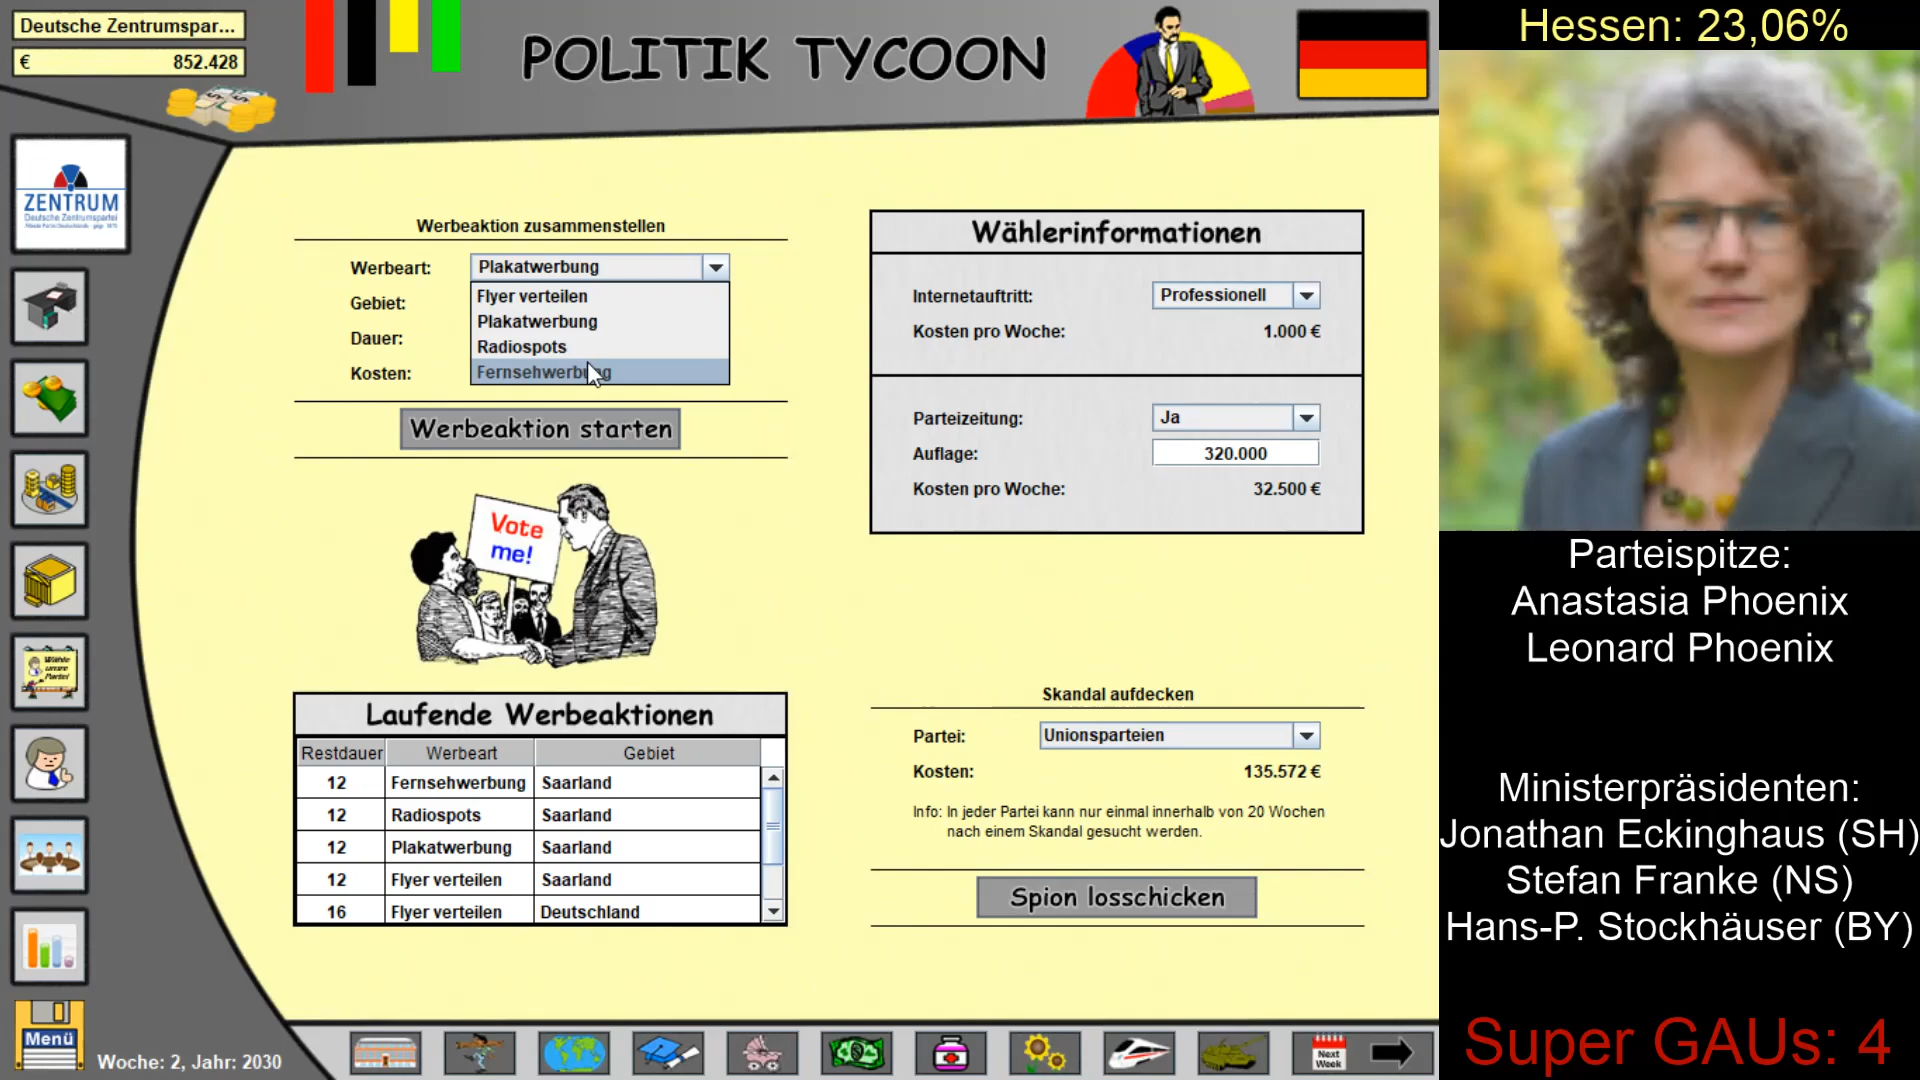 Deutsche Zentrumspar...
€ 852.428
POLITIK TYCOON
ZENTRUM
Deutsche Zentrumspartei
Werbeaktion zusammenstellen
Werbeart: Plakatwerbung
Flyer verteilen
Gebiet:
Plakatwerbung
Dauer:
Radiospots
Kosten:
Fernsehwerbung
Werbeaktion starten
Vote
me!
Laufende Werbeaktionen
Restdauer Werbeart Gebiet
12 Fernsehwerbung Saarland
12 Radiospots Saarland
12 Plakatwerbung Saarland
12 Flyer verteilen Saarland
16 Flyer verteilen Deutschland
Wählerinformationen
Internetauftritt: Professionell
Kosten pro Woche: 1.000 €
Parteizeitung: Ja
Auflage: 320.000
Kosten pro Woche: 32.500 €
Skandal aufdecken
Partei: Unionsparteien
Kosten: 135.572 €
Info: In jeder Partei kann nur einmal innerhalb von 20 Wochen
nach einem Skandal gesucht werden.
Spion losschicken
Wähle
unsre
Partei
Menü
Woche: 2, Jahr: 2030
Next
Week
Hessen: 23,06%
Parteispitze:
Anastasia Phoenix
Leonard Phoenix
Ministerpräsidenten:
Jonathan Eckinghaus (SH)
Stefan Franke (NS)
Hans-P. Stockhäuser (BY)
Super GAUs: 4